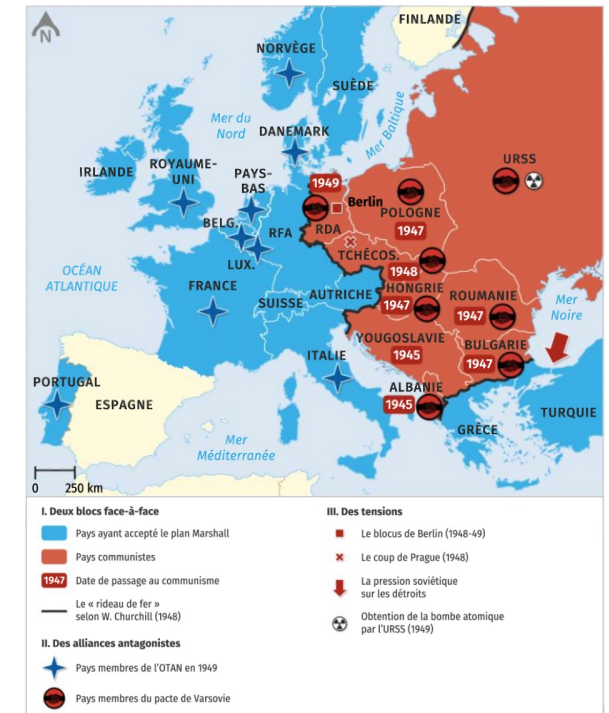 N
FINLANDE
NORVÈGE
SUÈDE
Mer du
Nord
Mer Baltique
DANEMARK
URSS
IRLANDE
ROYAUME-
UNI
PAYS-
BAS
1949
Berlin
POLOGNE
1947
BELG.
RFA
RDA
LUX.
TCHÉCOS.
1948
OCÉAN
ATLANTIQUE
FRANCE
SUISSE
AUTRICHE
HONGRIE
1947
ROUMANIE
1947
Mer
Noire
YOUGOSLAVIE
1945
BULGARIE
1947
ITALIE
PORTUGAL
ESPAGNE
ALBANIE
1945
GRÈCE
TURQUIE
Mer
Méditerranée
0 250 km
I. Deux blocs face-à-face
Pays ayant accepté le plan Marshall
Pays communistes
1947 Date de passage au communisme
Le « rideau de fer »
selon W. Churchill (1948)
II. Des alliances antagonistes
Pays membres de l'OTAN en 1949
Pays membres du pacte de Varsovie
III. Des tensions
Le blocus de Berlin (1948-49)
Le coup de Prague (1948)
La pression soviétique
sur les détroits
Obtention de la bombe atomique
par l'URSS (1949)